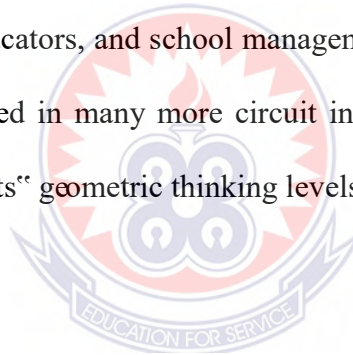 cators, and school managem
ed in many more circuit in
ts‟ geometric thinking levels
EDUCATION FOR SERVICE